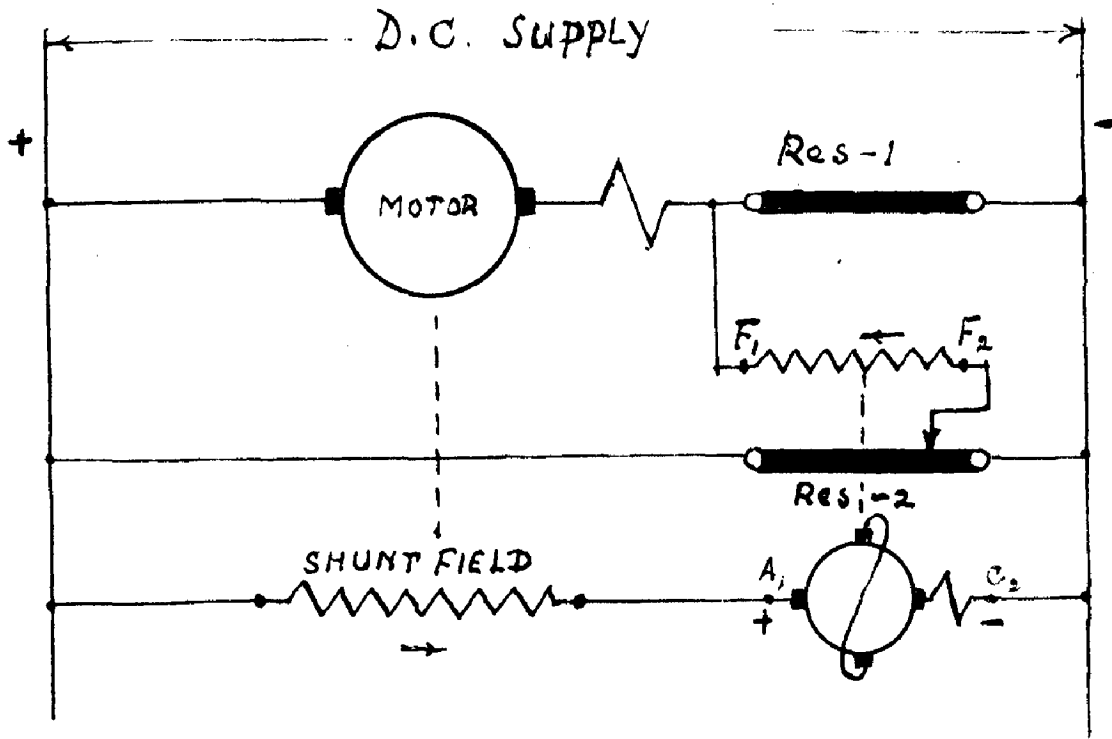 D.C. SUPPLY
+
-
Res-1
MOTOR
F1
F2
Res-2
SHUNT FIELD
A1
C2
+
-